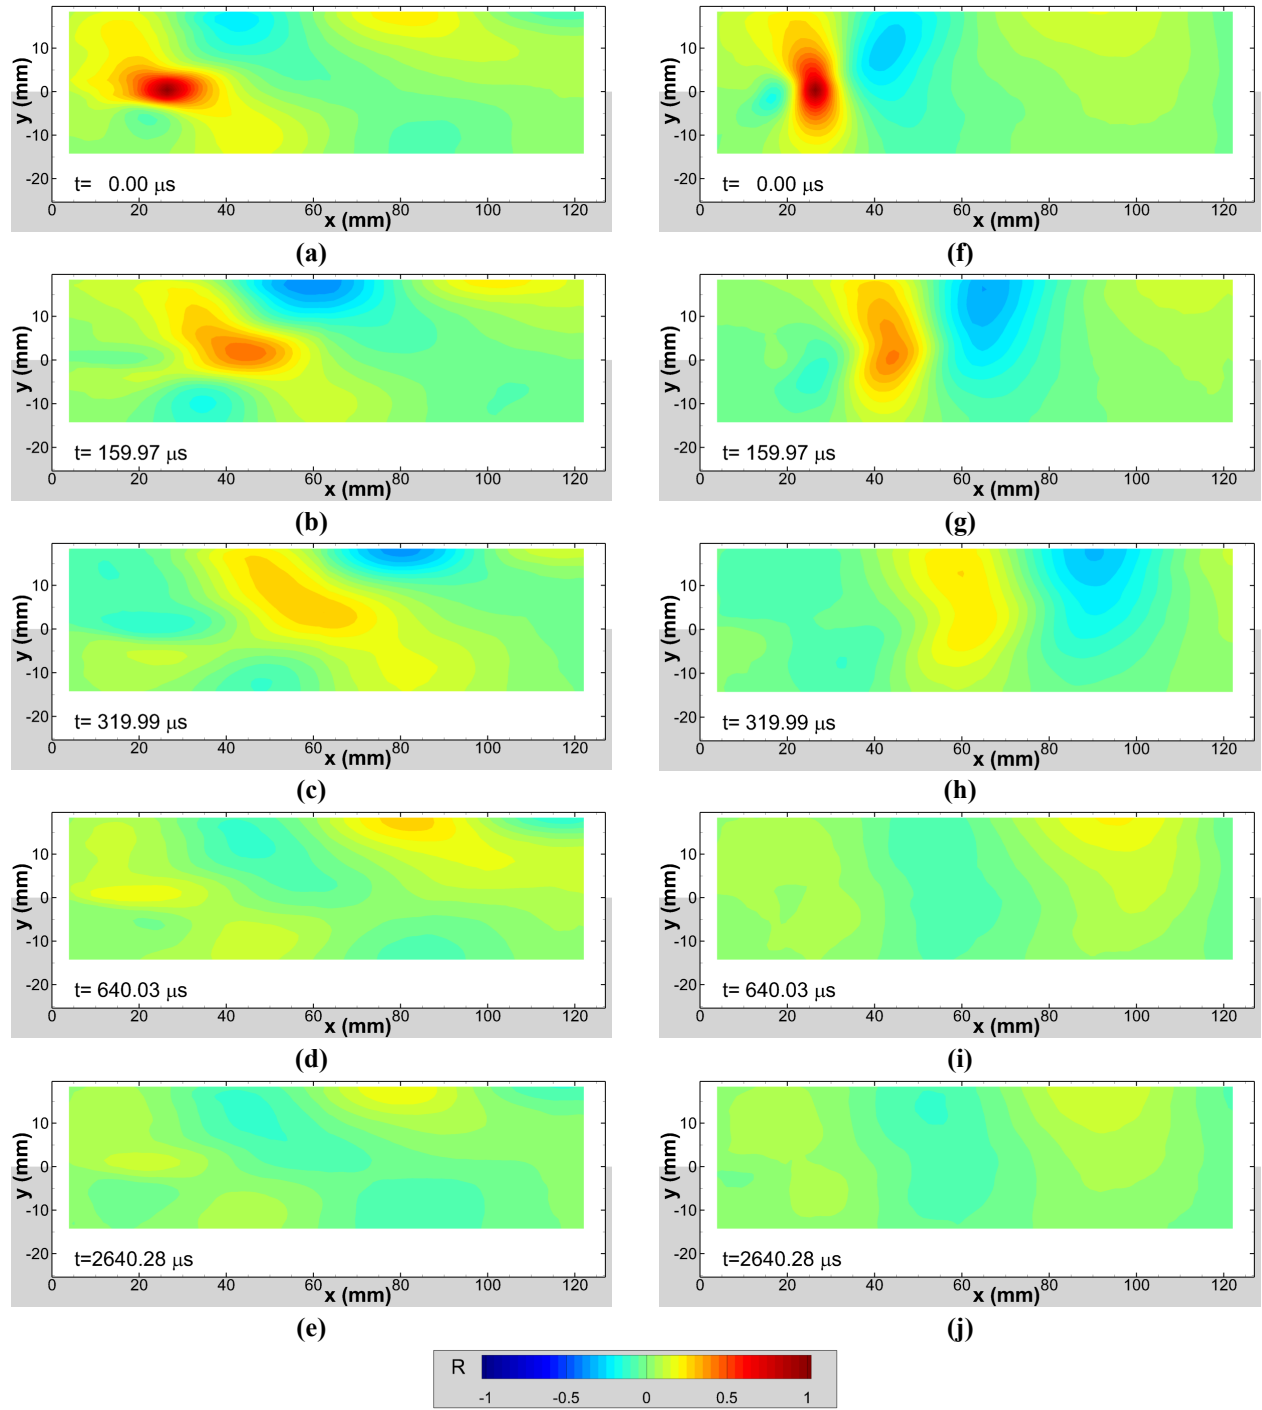 y (mm)
10
0
-10
-20
t= 0.00 μs
0 20 40 60 80 100 120
x (mm)
(a)
y (mm)
10
0
-10
-20
t= 0.00 μs
0 20 40 60 80 100 120
x (mm)
(f)
y (mm)
10
0
-10
-20
t= 159.97 μs
0 20 40 60 80 100 120
x (mm)
(b)
y (mm)
10
0
-10
-20
t= 159.97 μs
0 20 40 60 80 100 120
x (mm)
(g)
y (mm)
10
0
-10
-20
t= 319.99 μs
0 20 40 60 80 100 120
x (mm)
(c)
y (mm)
10
0
-10
-20
t= 319.99 μs
0 20 40 60 80 100 120
x (mm)
(h)
y (mm)
10
0
-10
-20
t= 640.03 μs
0 20 40 60 80 100 120
x (mm)
(d)
y (mm)
10
0
-10
-20
t= 640.03 μs
0 20 40 60 80 100 120
x (mm)
(i)
y (mm)
10
0
-10
-20
t=2640.28 μs
0 20 40 60 80 100 120
x (mm)
(e)
y (mm)
10
0
-10
-20
t=2640.28 μs
0 20 40 60 80 100 120
x (mm)
(j)
R
-1 -0.5 0 0.5 1